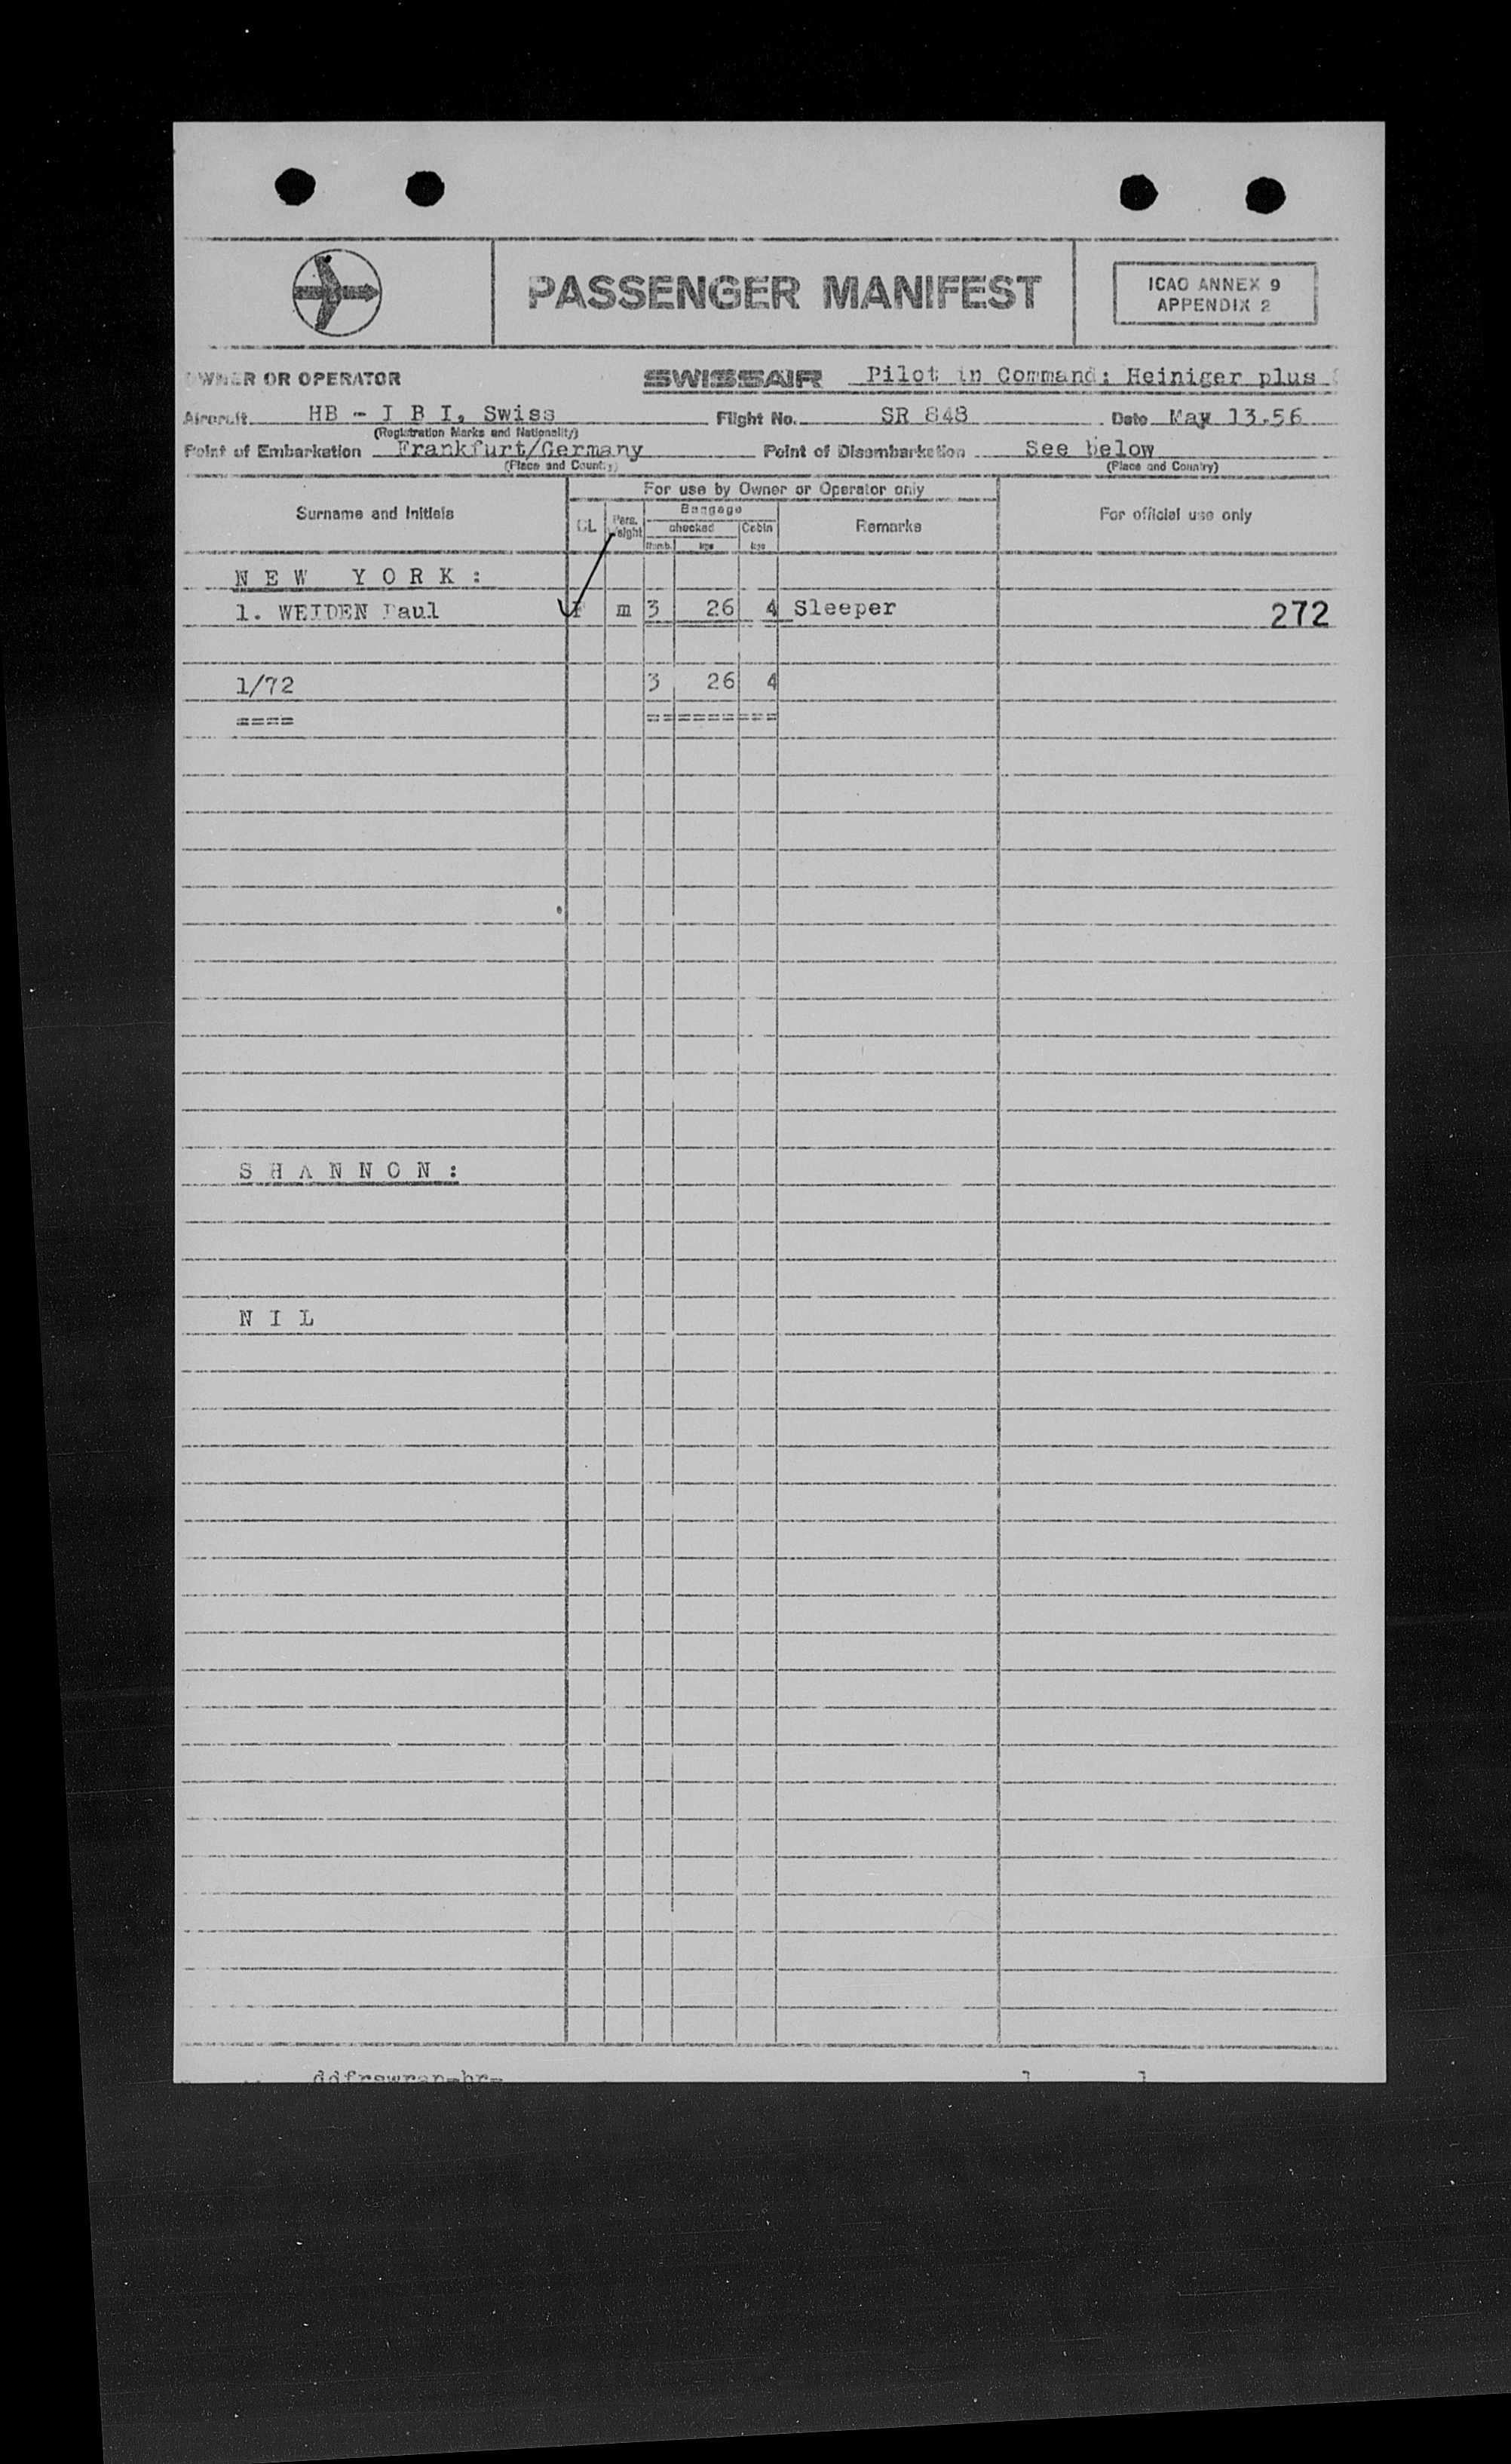 PASSENGER MANIFEST
ICAO ANNEX 9
APPENDIX 2
OWNER OR OPERATOR SWISSAIR Pilot in Command: Heiniger plus
Aircraft HB - I B I, Swiss Flight No. SR 848 Date May 13.56
(Registration Marks and Nationality)
Point of Embarkation Frankfurt/Germany Point of Disembarkation See below
(Place and Country) (Place and Country)
For use by Owner or Operator only
Surname and Initials CL Pers. Weight Baggage Remarks For official use only
checked Cabin
Numb. kgs kgs
N E W Y O R K :
1. WEIDEN Paul F m 3 26 4 Sleeper 272
1/72 3 26 4
==== == ==== ===
S H A N N O N :
N I L